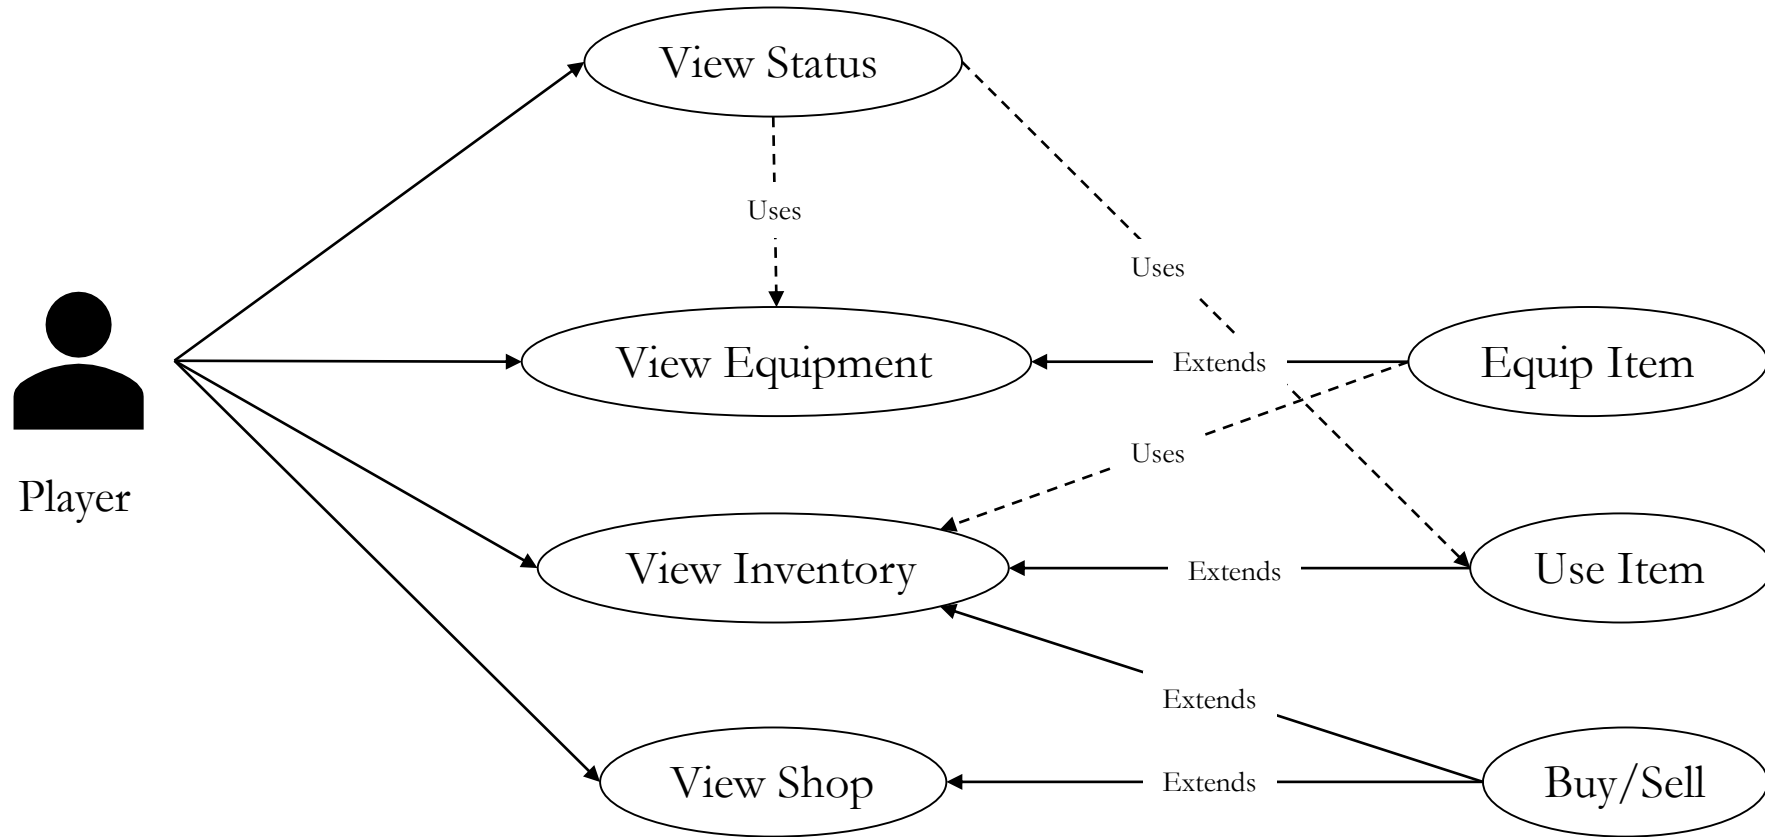 View Status
Uses
Uses
View Equipment
Extends
Equip Item
Uses
Player
View Inventory
Extends
Use Item
Extends
View Shop
Extends
Buy/Sell